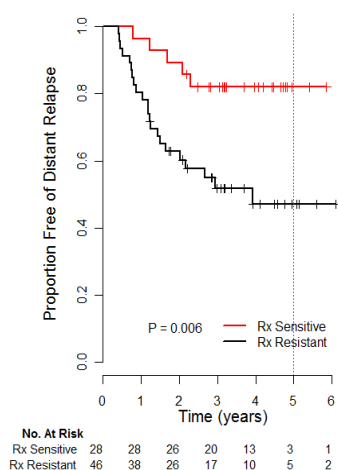 Proportion Free of Distant Relapse
1.0
0.8
0.6
0.4
0.2
0.0
P = 0.006
Rx Sensitive
Rx Resistant
0 1 2 3 4 5 6
Time (years)
No. At Risk
Rx Sensitive 28 28 26 20 13 3 1
Rx Resistant 46 38 26 17 10 5 2